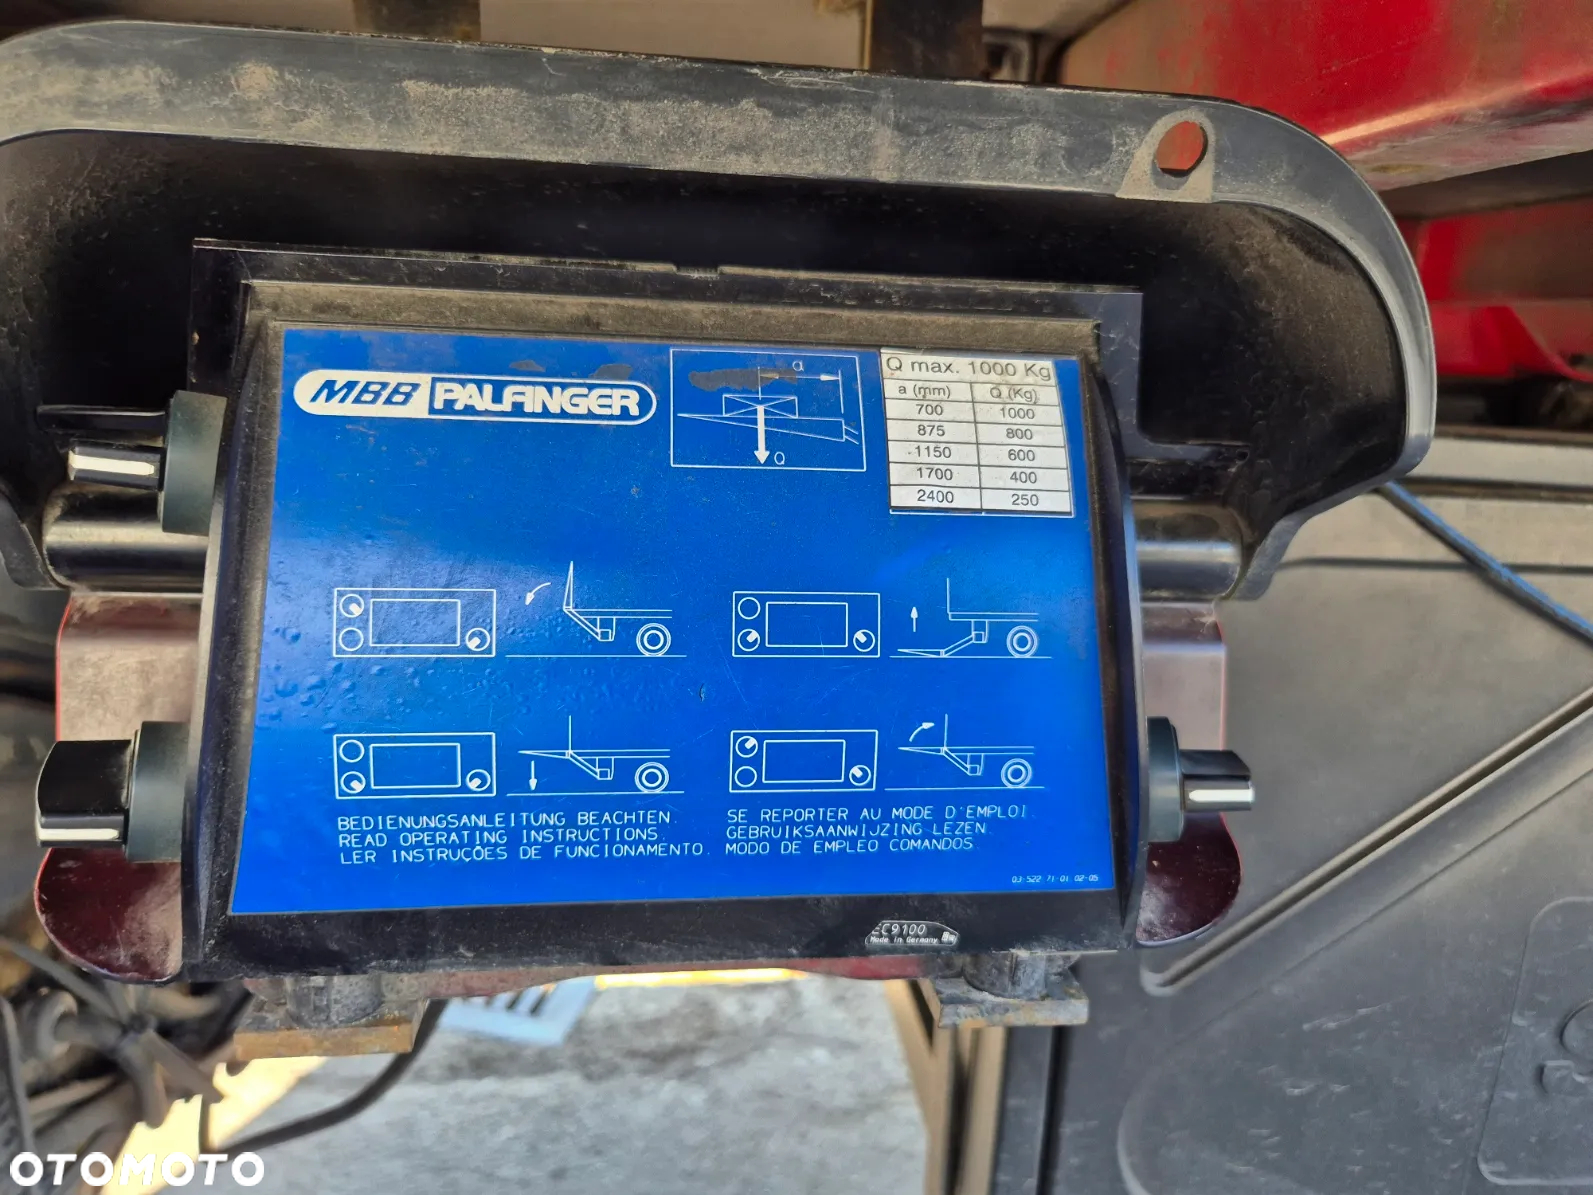 MBB PALFINGER
a
Q
Q max. 1000 Kg
a (mm) Q (Kg)
700 1000
875 800
1150 600
1700 400
2400 250
BEDIENUNGSANLEITUNG BEACHTEN.
READ OPERATING INSTRUCTIONS.
LER INSTRUÇÕES DE FUNCIONAMENTO.
SE REPORTER AU MODE D'EMPLOI.
GEBRUIKSAANWIJZING LEZEN.
MODO DE EMPLEO COMANDOS.
03-522.71-01.02-05
EC9100
Made in Germany
OTOMOTO